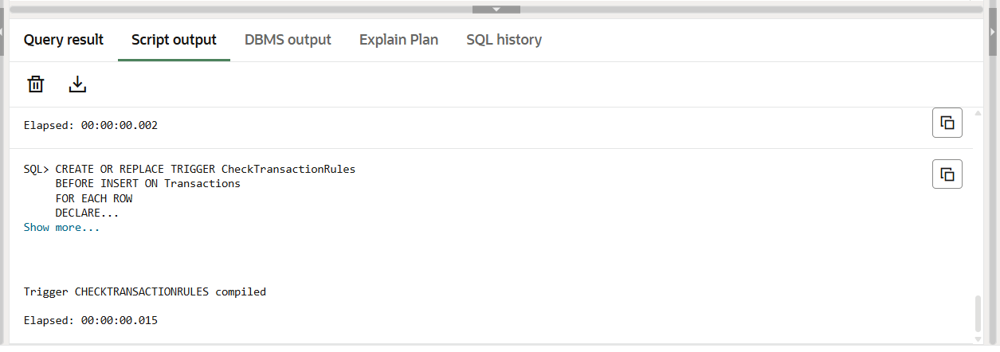 Query result Script output DBMS output Explain Plan SQL history
Elapsed: 00:00:00.002
SQL> CREATE OR REPLACE TRIGGER CheckTransactionRules
BEFORE INSERT ON Transactions
FOR EACH ROW
DECLARE...
Show more...
Trigger CHECKTRANSACTIONRULES compiled
Elapsed: 00:00:00.015